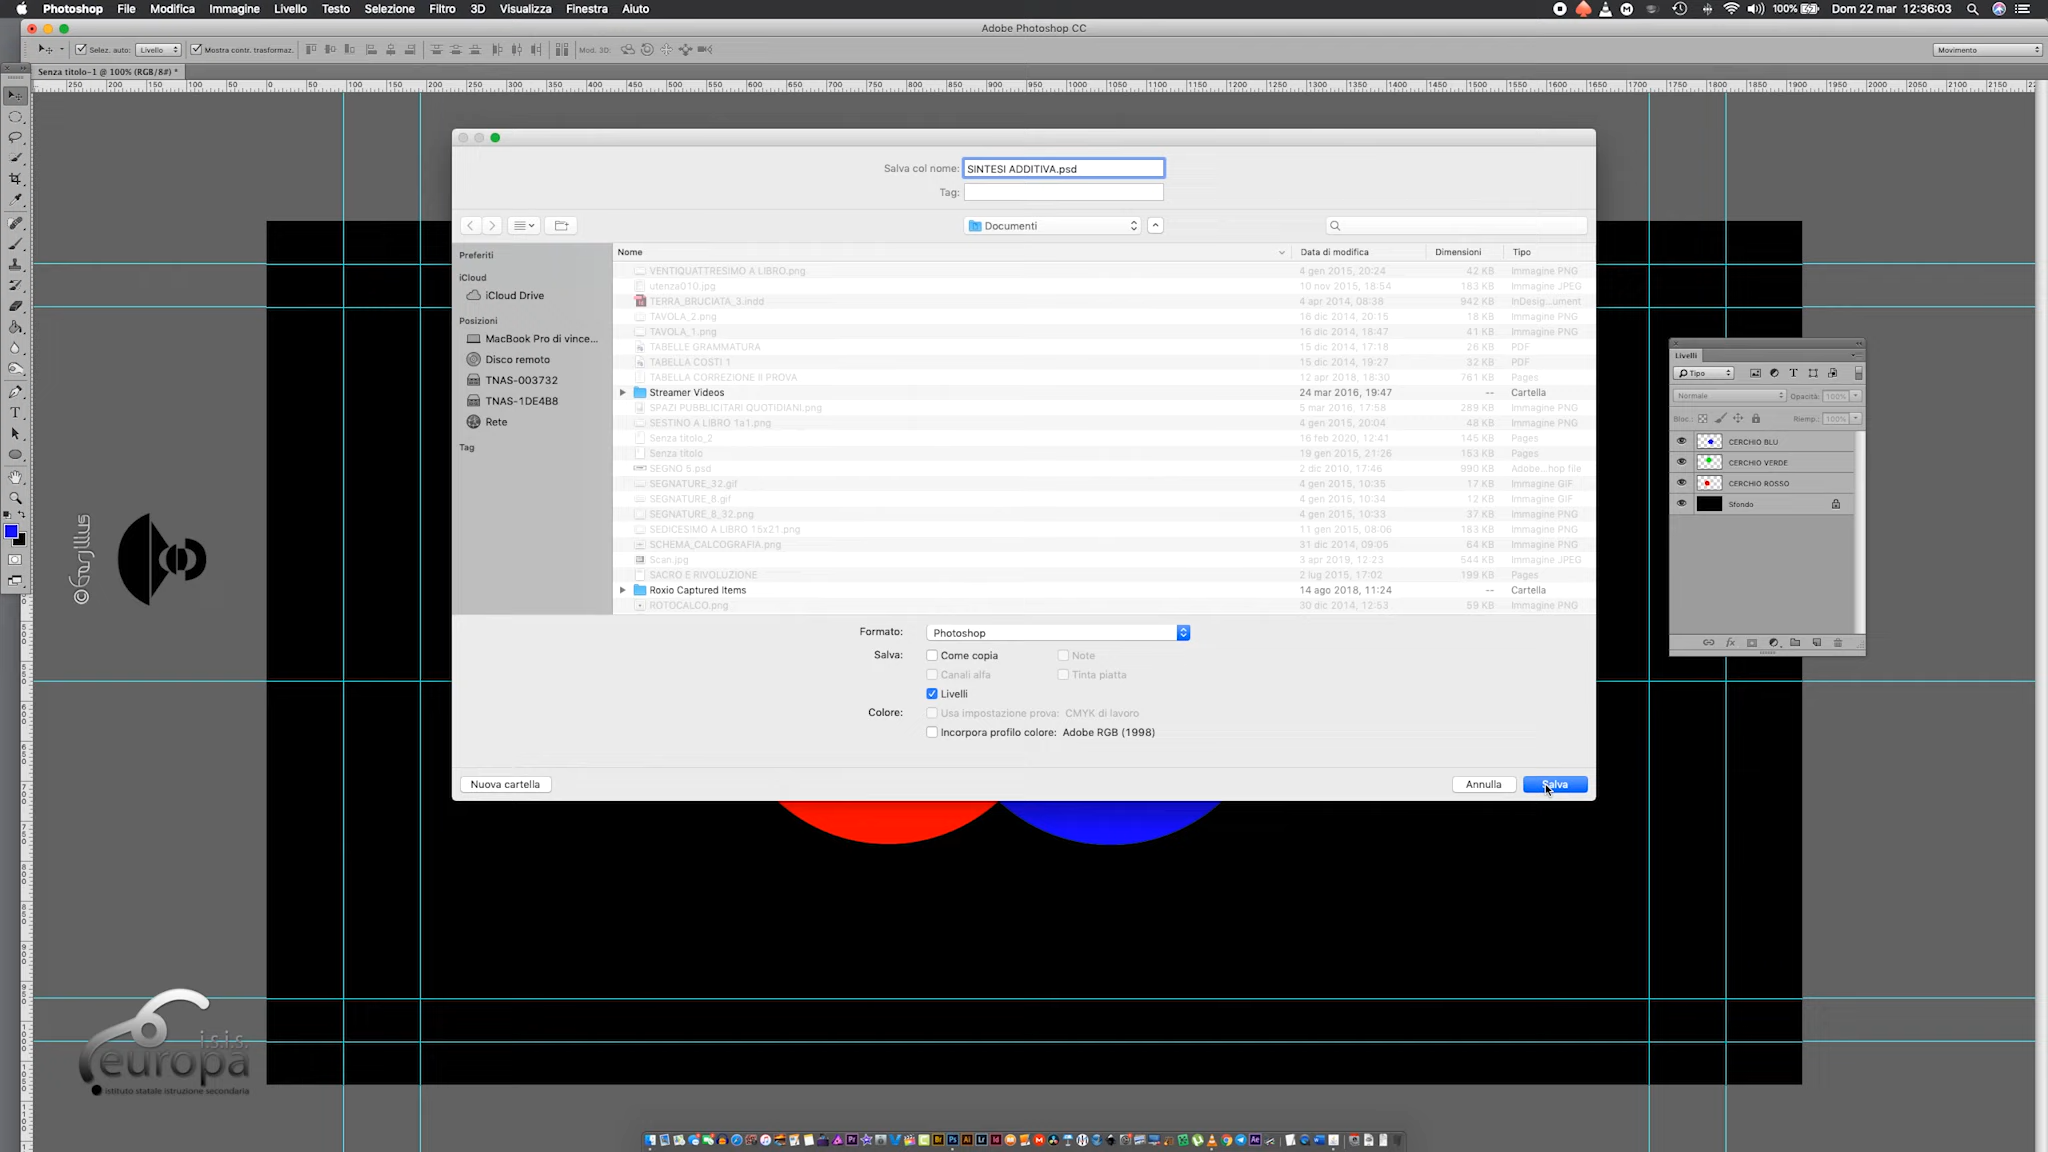 Photoshop File Modifica Immagine Livello Testo Selezione Filtro 3D Visualizza Finestra Aiuto 100% Dom 22 mar 12:36:03
Adobe Photoshop CC
Selez. auto: Livello Mostra contr. trasformaz. Mod. 3D: Movimento
Senza titolo-1 @ 100% (RGB/8#) *
Salva col nome: SINTESI ADDITIVA.psd
Tag:
Documenti
Preferiti
iCloud
iCloud Drive
Posizioni
MacBook Pro di vince...
Disco remoto
TNAS-003732
TNAS-1DE4B8
Rete
Tag
Nome Data di modifica Dimensioni Tipo
VENTIQUATTRESIMO A LIBRO.png 4 gen 2015, 20:24 42 KB Immagine PNG
utenza010.jpg 10 nov 2015, 18:54 183 KB Immagine JPEG
TERRA_BRUCIATA_3.indd 4 apr 2014, 08:38 942 KB InDesig...ument
TAVOLA_2.png 16 dic 2014, 20:15 18 KB Immagine PNG
TAVOLA_1.png 16 dic 2014, 18:47 41 KB Immagine PNG
TABELLE GRAMMATURA 15 dic 2014, 17:18 26 KB PDF
TABELLA COSTI 1 15 dic 2014, 19:27 32 KB PDF
TABELLA CORREZIONE II PROVA 12 apr 2018, 18:30 761 KB Pages
Streamer Videos 24 mar 2016, 19:47 -- Cartella
SPAZI PUBBLICITARI QUOTIDIANI.png 5 mar 2016, 17:58 289 KB Immagine PNG
SESTINO A LIBRO 1a1.png 4 gen 2015, 20:04 48 KB Immagine PNG
Senza titolo_2 16 feb 2020, 12:41 145 KB Pages
Senza titolo 19 gen 2015, 21:26 538 KB Pages
SEGNO 5.psd 2 dic 2010, 17:46 990 KB Adobe...hop file
SEGNATURE_32.gif 4 gen 2015, 10:35 17 KB Immagine GIF
SEGNATURE_8.gif 4 gen 2015, 10:34 12 KB Immagine GIF
SEGNATURE_8_32.png 4 gen 2015, 10:33 37 KB Immagine PNG
SEDICESIMO A LIBRO 15x21.png 11 gen 2015, 08:06 183 KB Immagine PNG
SCHEMA_CALCOGRAFIA.png 31 dic 2014, 09:05 64 KB Immagine PNG
Scan.jpg 3 apr 2019, 12:23 544 KB Immagine JPEG
SACRO E RIVOLUZIONE 2 lug 2015, 17:02 199 KB Pages
Roxio Captured Items 14 ago 2018, 11:24 -- Cartella
ROTOCALCO.png 30 dic 2014, 12:53 59 KB Immagine PNG
Formato: Photoshop
Salva: Come copia Note
Canali alfa Tinta piatta
Livelli
Colore: Usa impostazione prova: CMYK di lavoro
Incorpora profilo colore: Adobe RGB (1998)
Nuova cartella Annulla Salva
Livelli
Tipo
Normale Opacità: 100%
Bloc.: Riemp.: 100%
CERCHIO BLU
CERCHIO VERDE
CERCHIO ROSSO
Sfondo
i.s.i.s.
europa
istituto statale istruzione secondaria